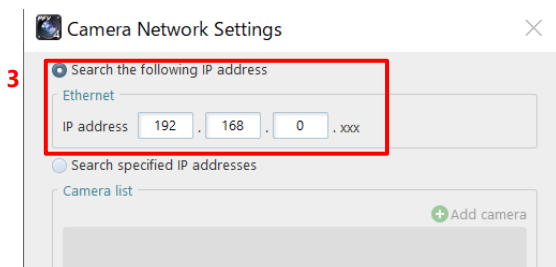 Camera Network Settings
3
Search the following IP address
Ethernet
IP address 192 . 168 . 0 . xxx
Search specified IP addresses
Camera list
Add camera